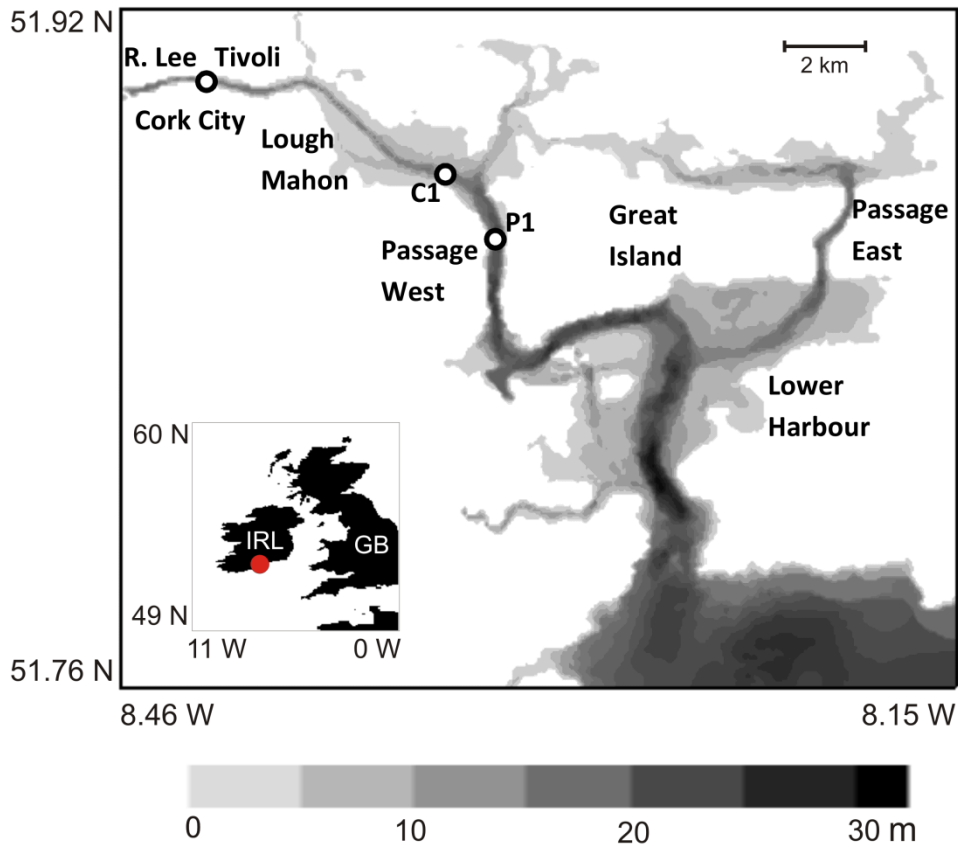 51.92 N
R. Lee Tivoli
2 km
Cork City
Lough
Mahon
C1
P1
Great
Island
Passage
East
Passage
West
Lower
Harbour
60 N
IRL
GB
49 N
11 W 0 W
51.76 N
8.46 W 8.15 W
0 10 20 30 m